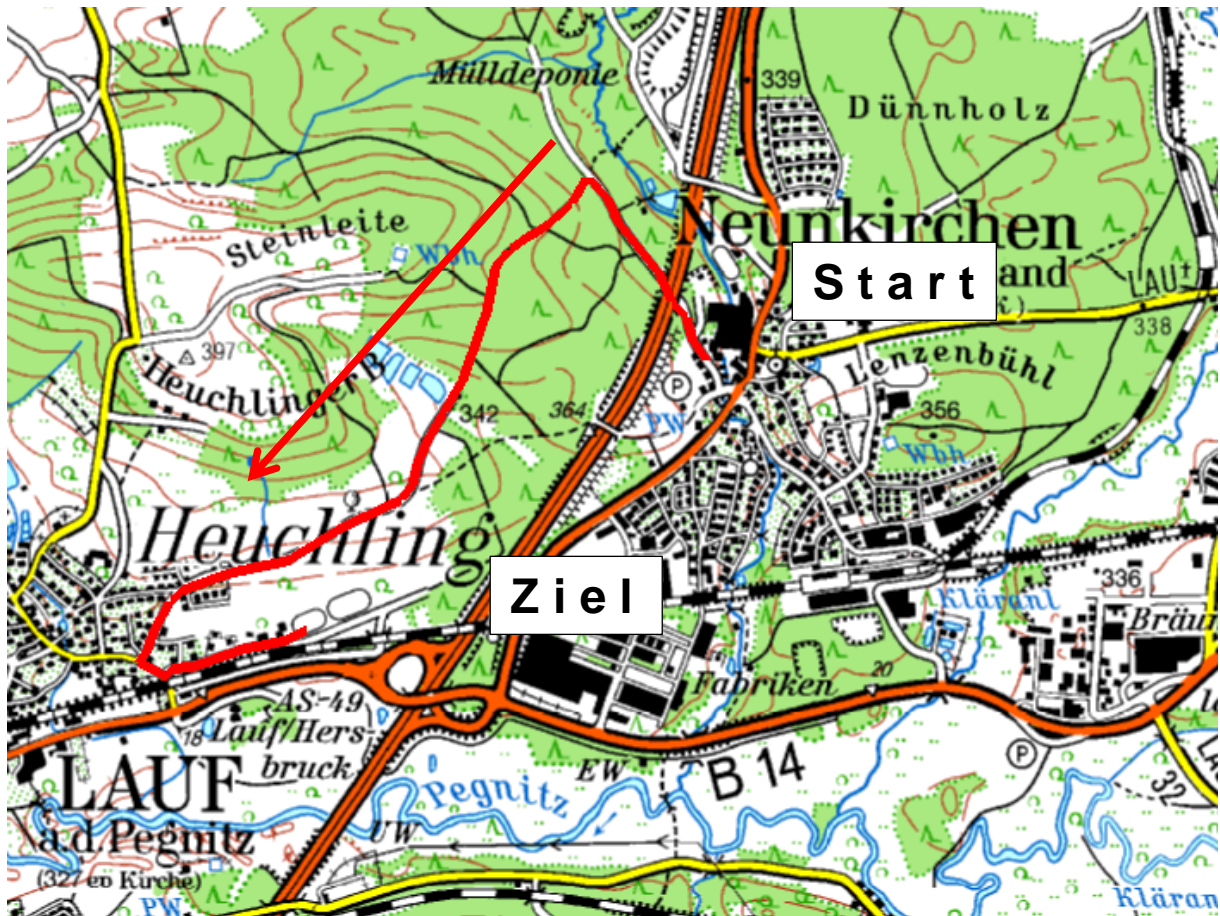 Mülldeponie
339
Dünnholz
Neunkirchen
Start
and
LAU
338
Steinleite
Wbh
397
Heuchlinger B
342
364
P
PW
Lenzenbühl
356
Wbh
Heuchling
Ziel
Kläranl
336
Bräun
AS-49
Lauf/Hers-
bruck
18
Fabriken
20
LAUF
a.d.Pegnitz
(327 ev Kirche)
PW
Pegnitz
UW
EW
B 14
P
32
Kläran